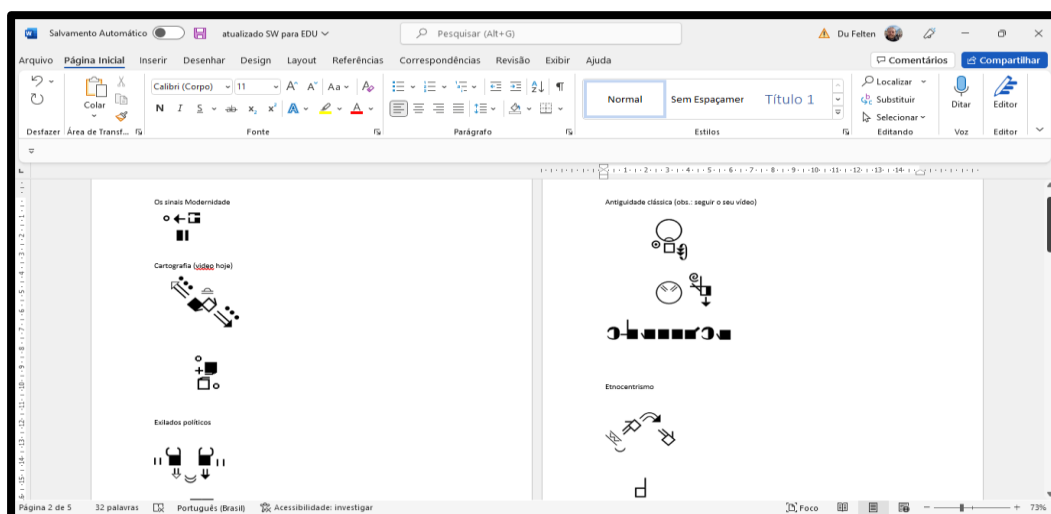 Salvamento Automático
atualizado SW para EDU
Pesquisar (Alt+G)
Du Felten
Arquivo Página Inicial Inserir Desenhar Design Layout Referências Correspondências Revisão Exibir Ajuda
Comentários Compartilhar
Colar
Calibri (Corpo) 11
Normal Sem Espaçamer Título 1
Localizar
Substituir
Selecionar
Ditar Editor
Desfazer Área de Transf... Fonte Parágrafo Estilos Editando Voz Editor
Os sinais Modernidade
Cartografia (video hoje)
Exilados políticos
Antiguidade clássica (obs.: seguir o seu vídeo)
Etnocentrismo
Página 2 de 5 32 palavras Português (Brasil) Acessibilidade: investigar Foco 73%